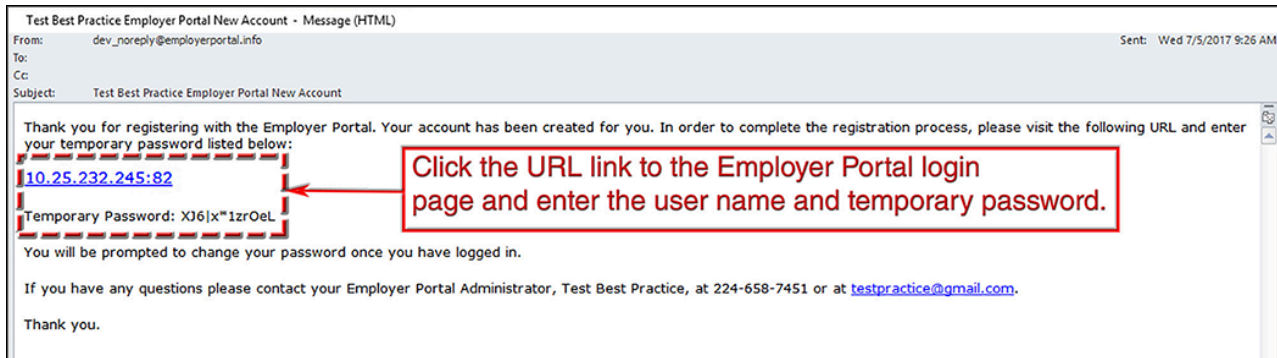 Test Best Practice Employer Portal New Account - Message (HTML)
From: dev_noreply@employerportal.info Sent: Wed 7/5/2017 9:26 AM
To:
Cc:
Subject: Test Best Practice Employer Portal New Account
Thank you for registering with the Employer Portal. Your account has been created for you. In order to complete the registration process, please visit the following URL and enter
your temporary password listed below:
10.25.232.245:82
Click the URL link to the Employer Portal login
page and enter the user name and temporary password.
Temporary Password: XJ6|x"'1zrOeL
You will be prompted to change your password once you have logged in.
If you have any questions please contact your Employer Portal Administrator, Test Best Practice, at 224-658-7451 or at testpractice@gmail.com.
Thank you.